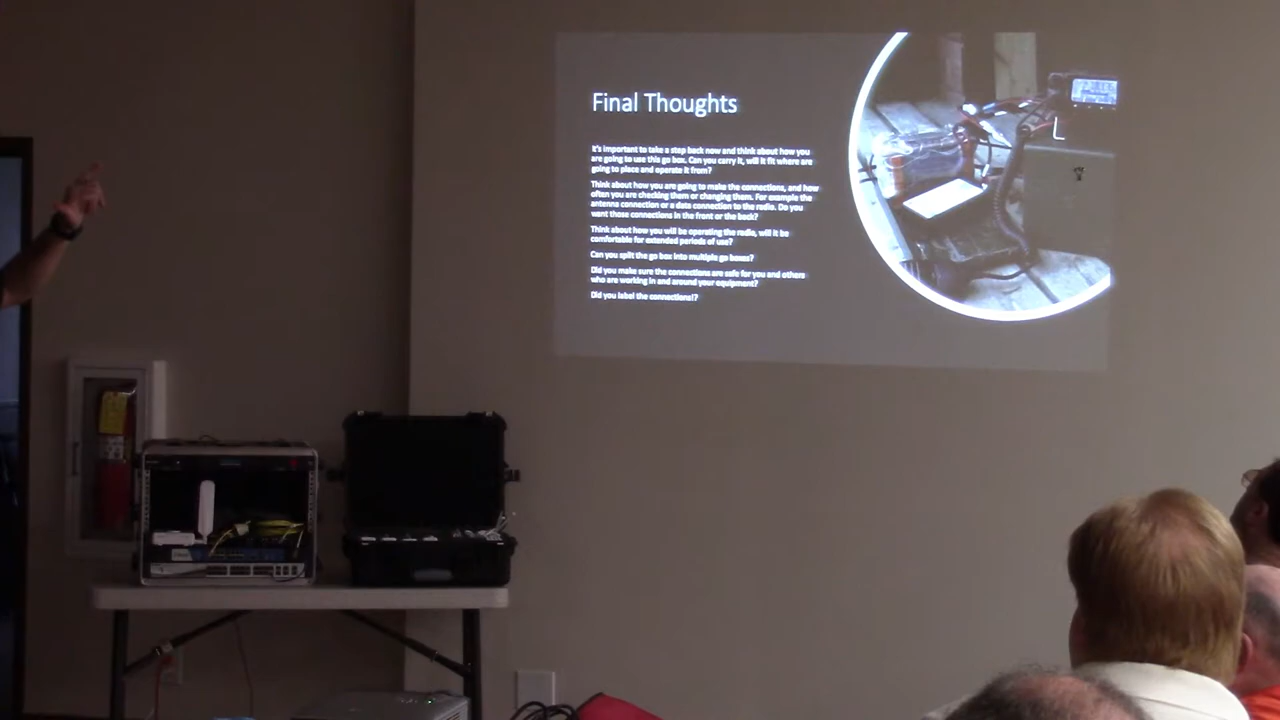 Final Thoughts
It's important to take a step back now and think about how you
are going to use this go box. Can you carry it, will it fit where are
going to place and operate it from?
Think about how you are going to make the connections, and how
often you are checking them or changing them. For example the
antenna connection or a data connection to the radio. Do you
want those connections in the front or the back?
Think about how you will be operating the radio, will it be
comfortable for extended periods of use?
Can you split the go box into multiple go boxes?
Did you make sure the connections are safe for you and others
who are working in and around your equipment?
Did you label the connections!?